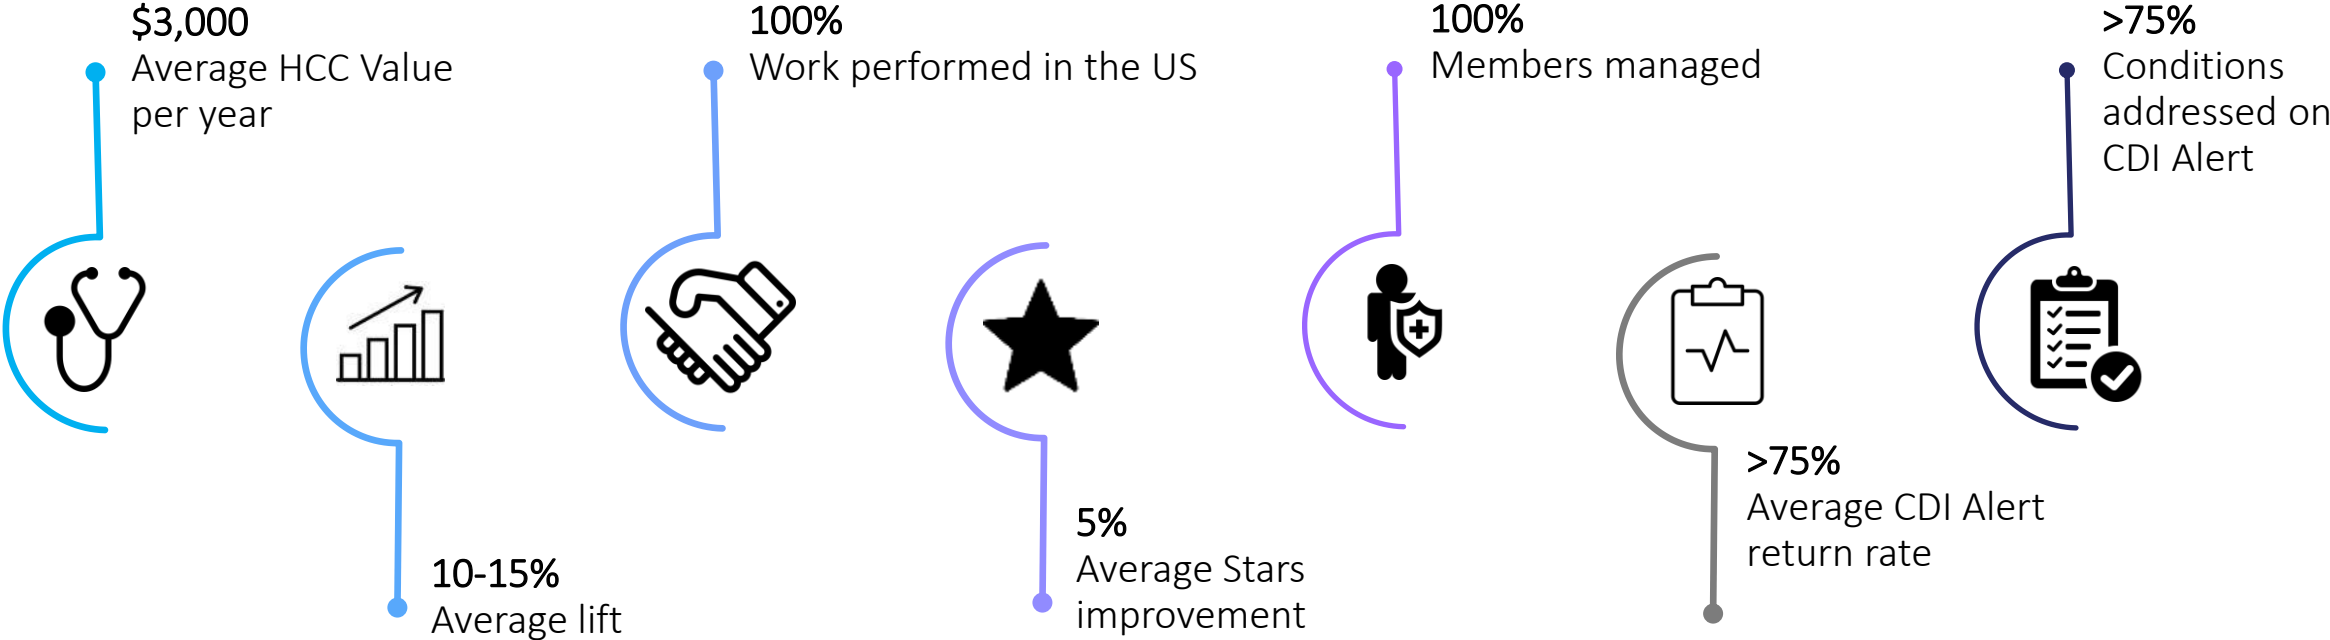 $3,000
Average HCC Value
per year
10-15%
Average lift
100%
Work performed in the US
5%
Average Stars
improvement
100%
Members managed
>75%
Average CDI Alert
return rate
>75%
Conditions
addressed on
CDI Alert